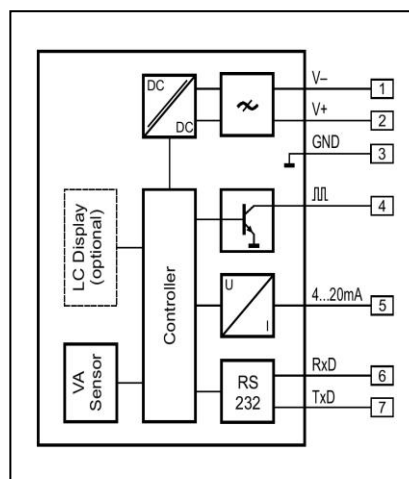 DC
DC
V–
1
V+
2
GND
3
4
LC Display
(optional)
Controller
U
I
4...20mA
5
VA
Sensor
RS
232
RxD
6
TxD
7